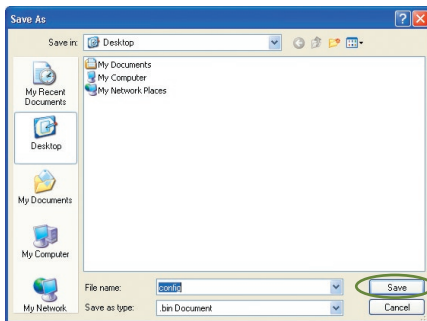 Save As
Save in:
Desktop
My Documents
My Computer
My Network Places
My Recent
Documents
Desktop
My Documents
My Computer
My Network
File name:
config
Save
Save as type:
.bin Document
Cancel